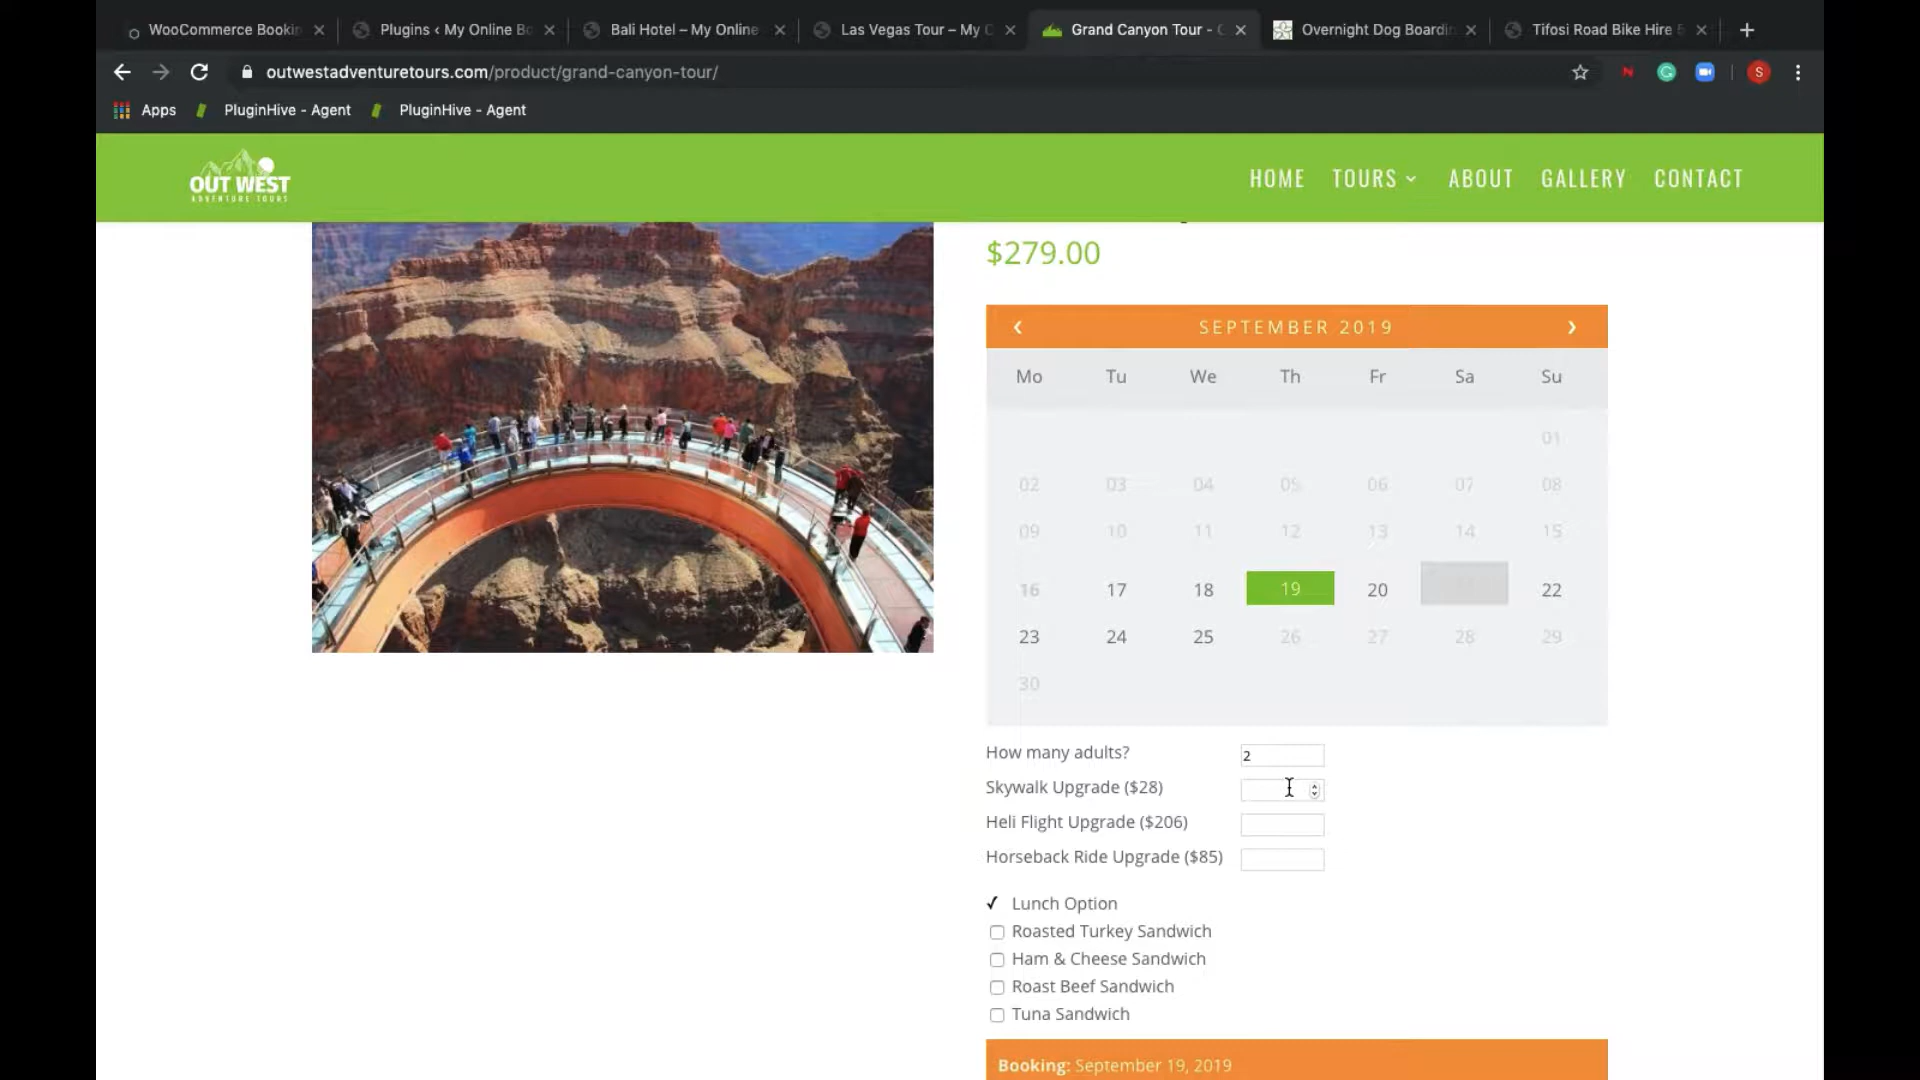 WooCommerce Bookin
Plugins ‹ My Online Bo
Bali Hotel – My Online
Las Vegas Tour – My C
Grand Canyon Tour - C
Overnight Dog Boardin
Tifosi Road Bike Hire &
outwestadventuretours.com/product/grand-canyon-tour/
S
Apps
PluginHive - Agent
PluginHive - Agent
OUT WEST
ADVENTURE TOURS
HOME
TOURS
ABOUT
GALLERY
CONTACT
$279.00
SEPTEMBER 2019
Mo Tu We Th Fr Sa Su
01
02 03 04 05 06 07 08
09 10 11 12 13 14 15
16 17 18 19 20 22
23 24 25 26 27 28 29
30
How many adults? 2
Skywalk Upgrade ($28)
Heli Flight Upgrade ($206)
Horseback Ride Upgrade ($85)
✓ Lunch Option
Roasted Turkey Sandwich
Ham & Cheese Sandwich
Roast Beef Sandwich
Tuna Sandwich
Booking: September 19, 2019